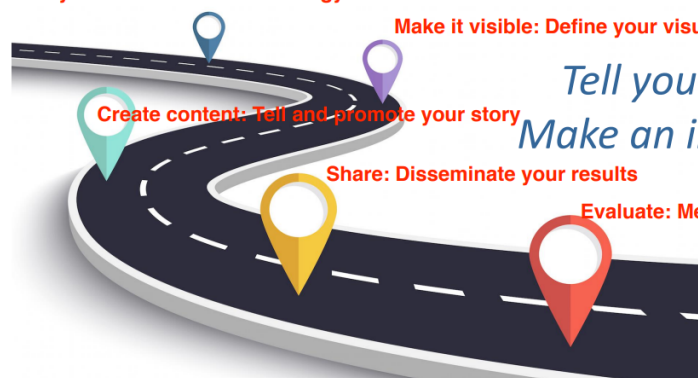 Make it visible: Define your visu
Tell you
Create content: Tell and promote your story
Make an i
Share: Disseminate your results
Evaluate: Me